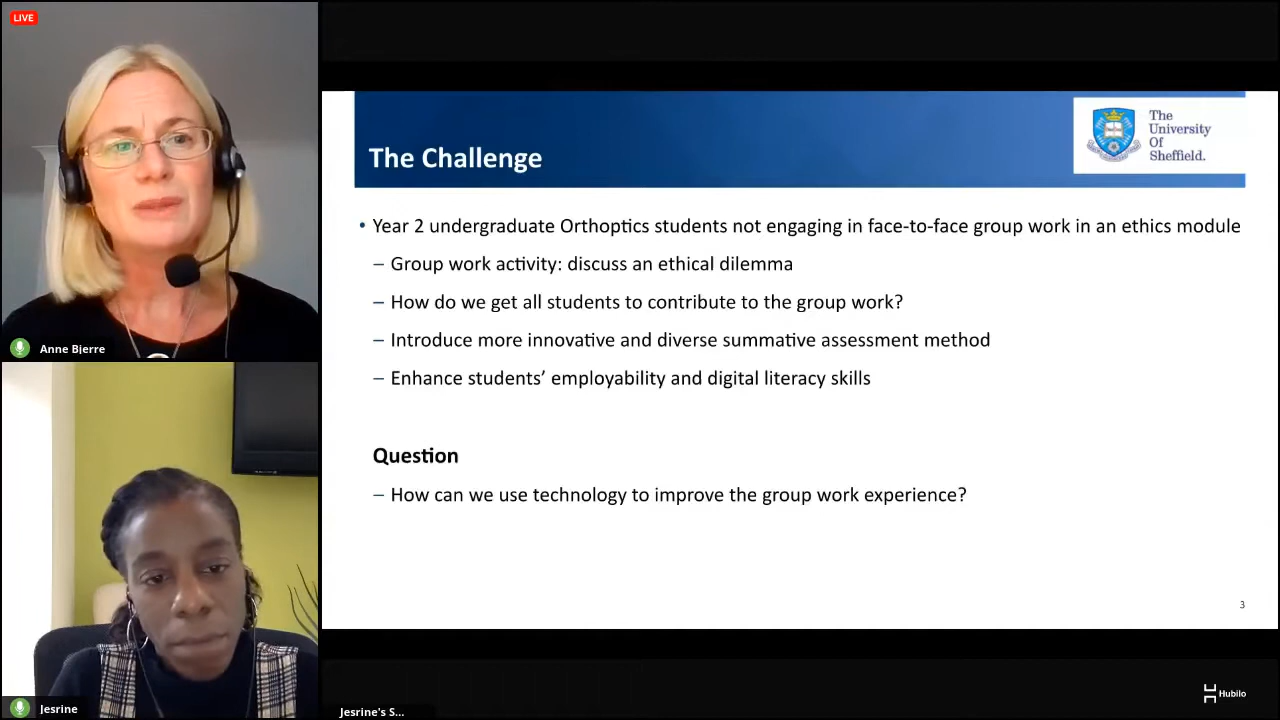 LIVE
Anne Bjerre
Jesrine
The Challenge
The
University
Of
Sheffield.
• Year 2 undergraduate Orthoptics students not engaging in face-to-face group work in an ethics module
– Group work activity: discuss an ethical dilemma
– How do we get all students to contribute to the group work?
– Introduce more innovative and diverse summative assessment method
– Enhance students’ employability and digital literacy skills
Question
– How can we use technology to improve the group work experience?
3
Hubilo
Jesrine's S...